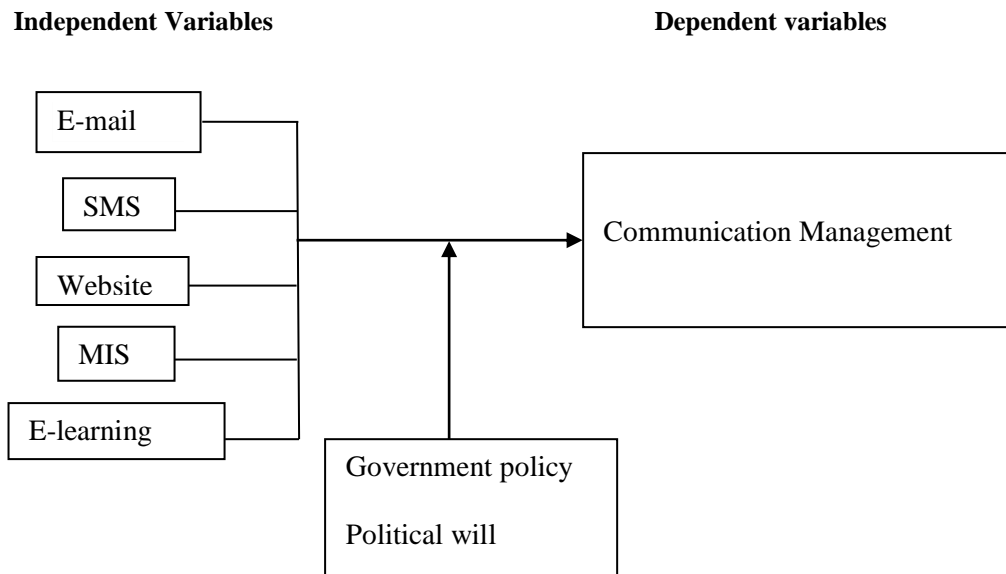 Independent Variables
Dependent variables
E-mail
SMS
Website
MIS
E-learning
Communication Management
Government policy
Political will